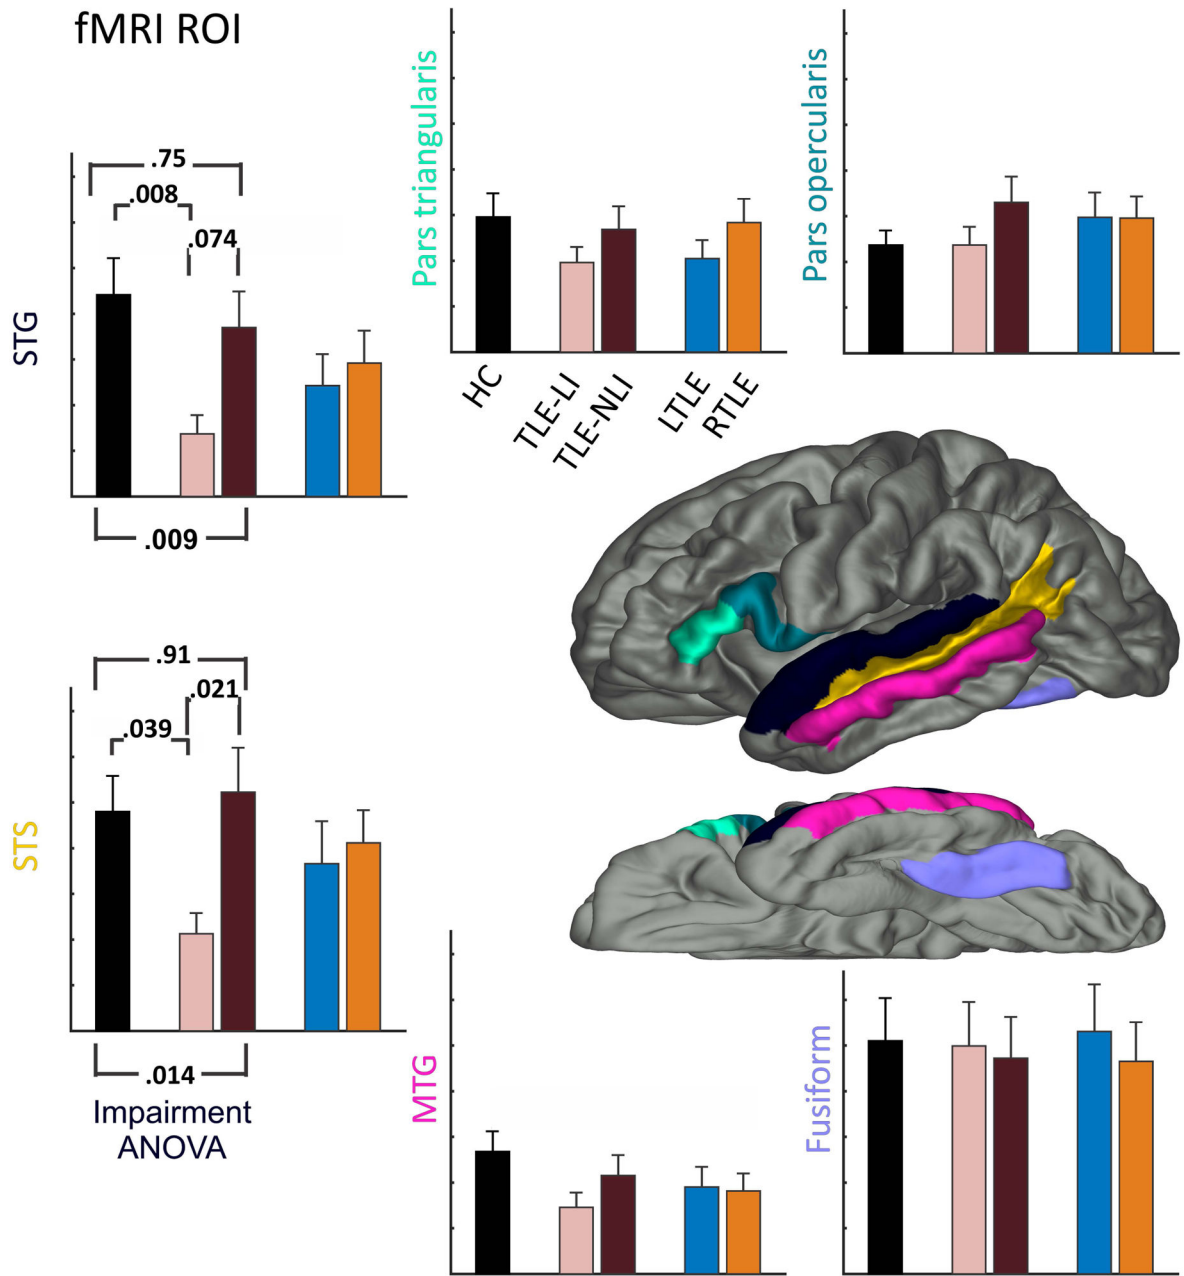 fMRI ROI
Pars triangularis
Pars opercularis
.75
.008
.074
STG
.009
HC
TLE-LI
TLE-NLI
LTLE
RTLE
.91
.021
.039
STS
.014
Impairment
ANOVA
MTG
Fusiform